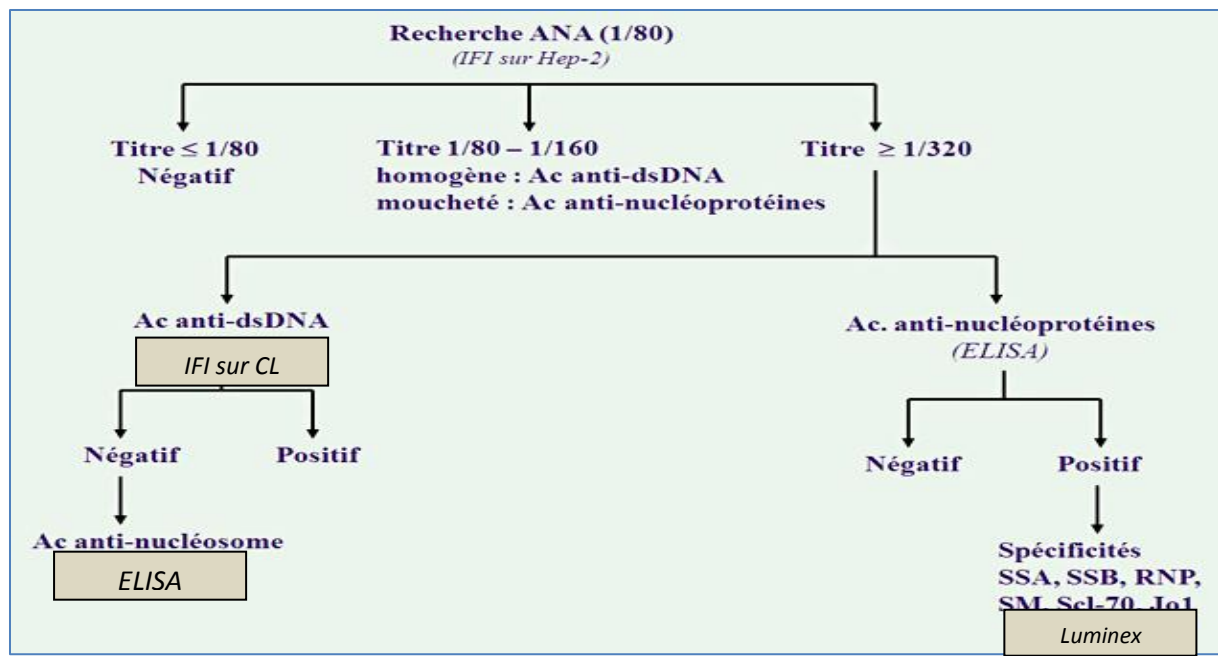 Recherche ANA (1/80)
(IFI sur Hep-2)
Titre ≤ 1/80
Négatif
Titre 1/80 – 1/160
homogène : Ac anti-dsDNA
moucheté : Ac anti-nucléoprotéines
Titre ≥ 1/320
Ac anti-dsDNA
IFI sur CL
Négatif
Positif
Ac anti-nucléosome
ELISA
Ac. anti-nucléoprotéines
(ELISA)
Négatif
Positif
Spécificités
SSA, SSB, RNP,
SM, Scl-70, Jo1
Luminex